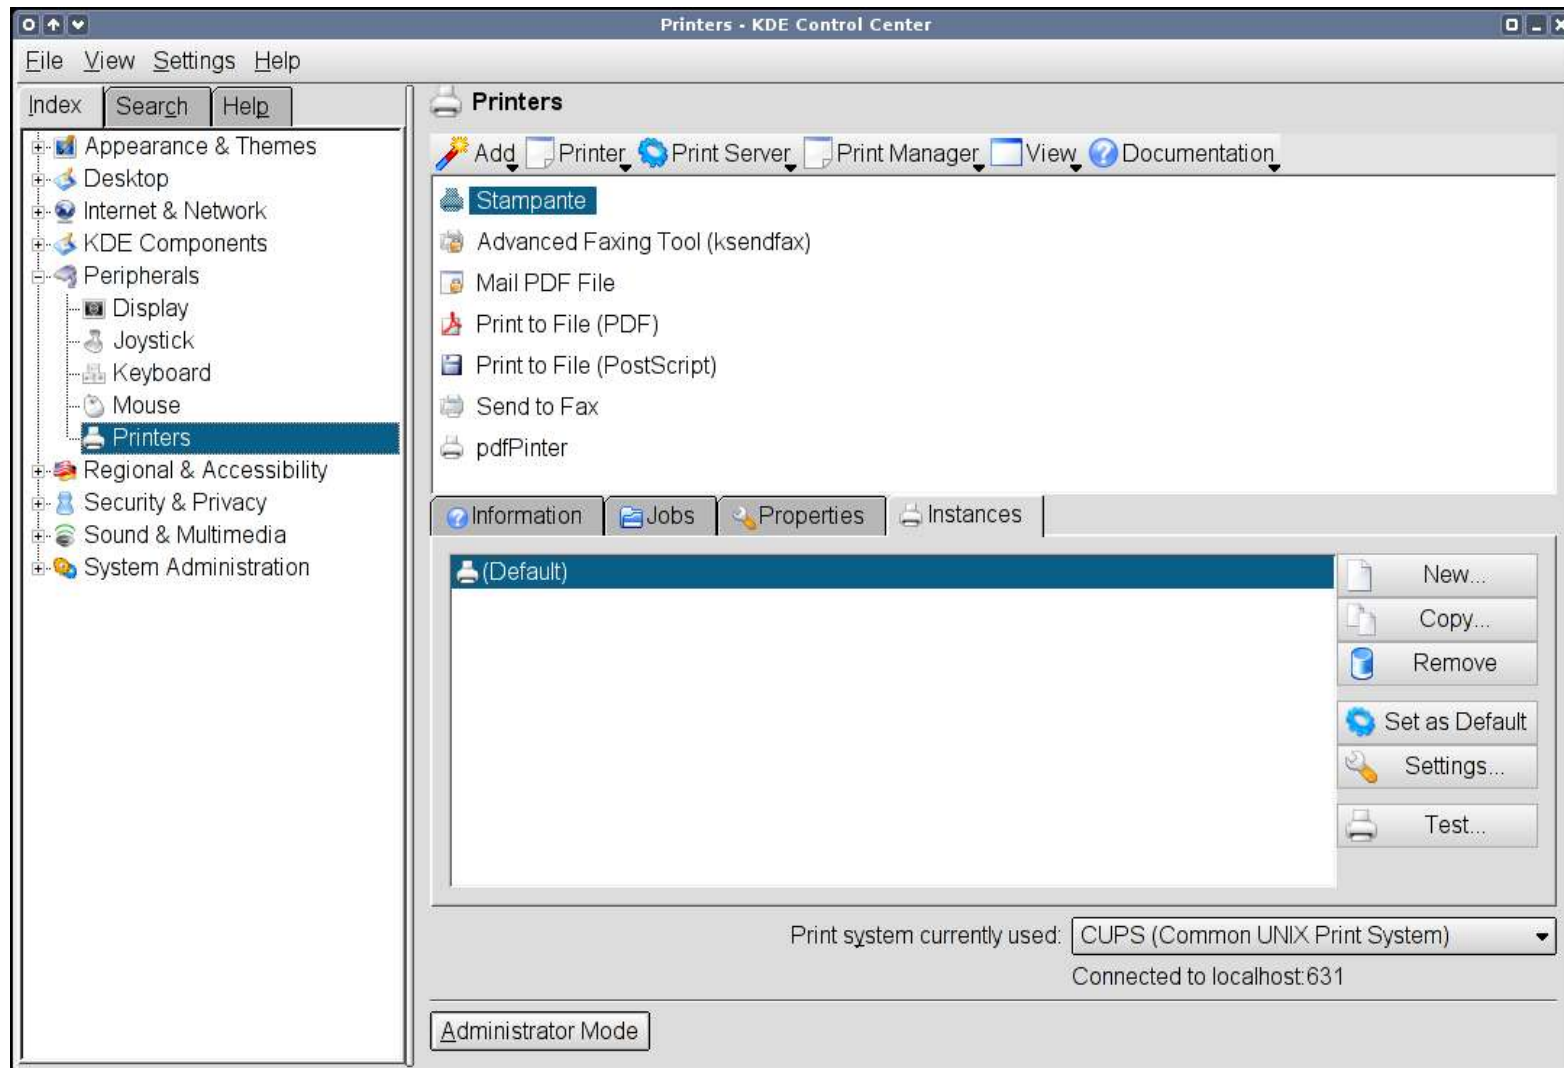 Printers - KDE Control Center
File View Settings Help
Index Search Help
Appearance & Themes
Desktop
Internet & Network
KDE Components
Peripherals
Display
Joystick
Keyboard
Mouse
Printers
Regional & Accessibility
Security & Privacy
Sound & Multimedia
System Administration
Printers
Add Printer Print Server Print Manager View Documentation
Stampante
Advanced Faxing Tool (ksendfax)
Mail PDF File
Print to File (PDF)
Print to File (PostScript)
Send to Fax
pdfPinter
Information Jobs Properties Instances
(Default)
New...
Copy...
Remove
Set as Default
Settings...
Test...
Print system currently used: CUPS (Common UNIX Print System)
Connected to localhost:631
Administrator Mode